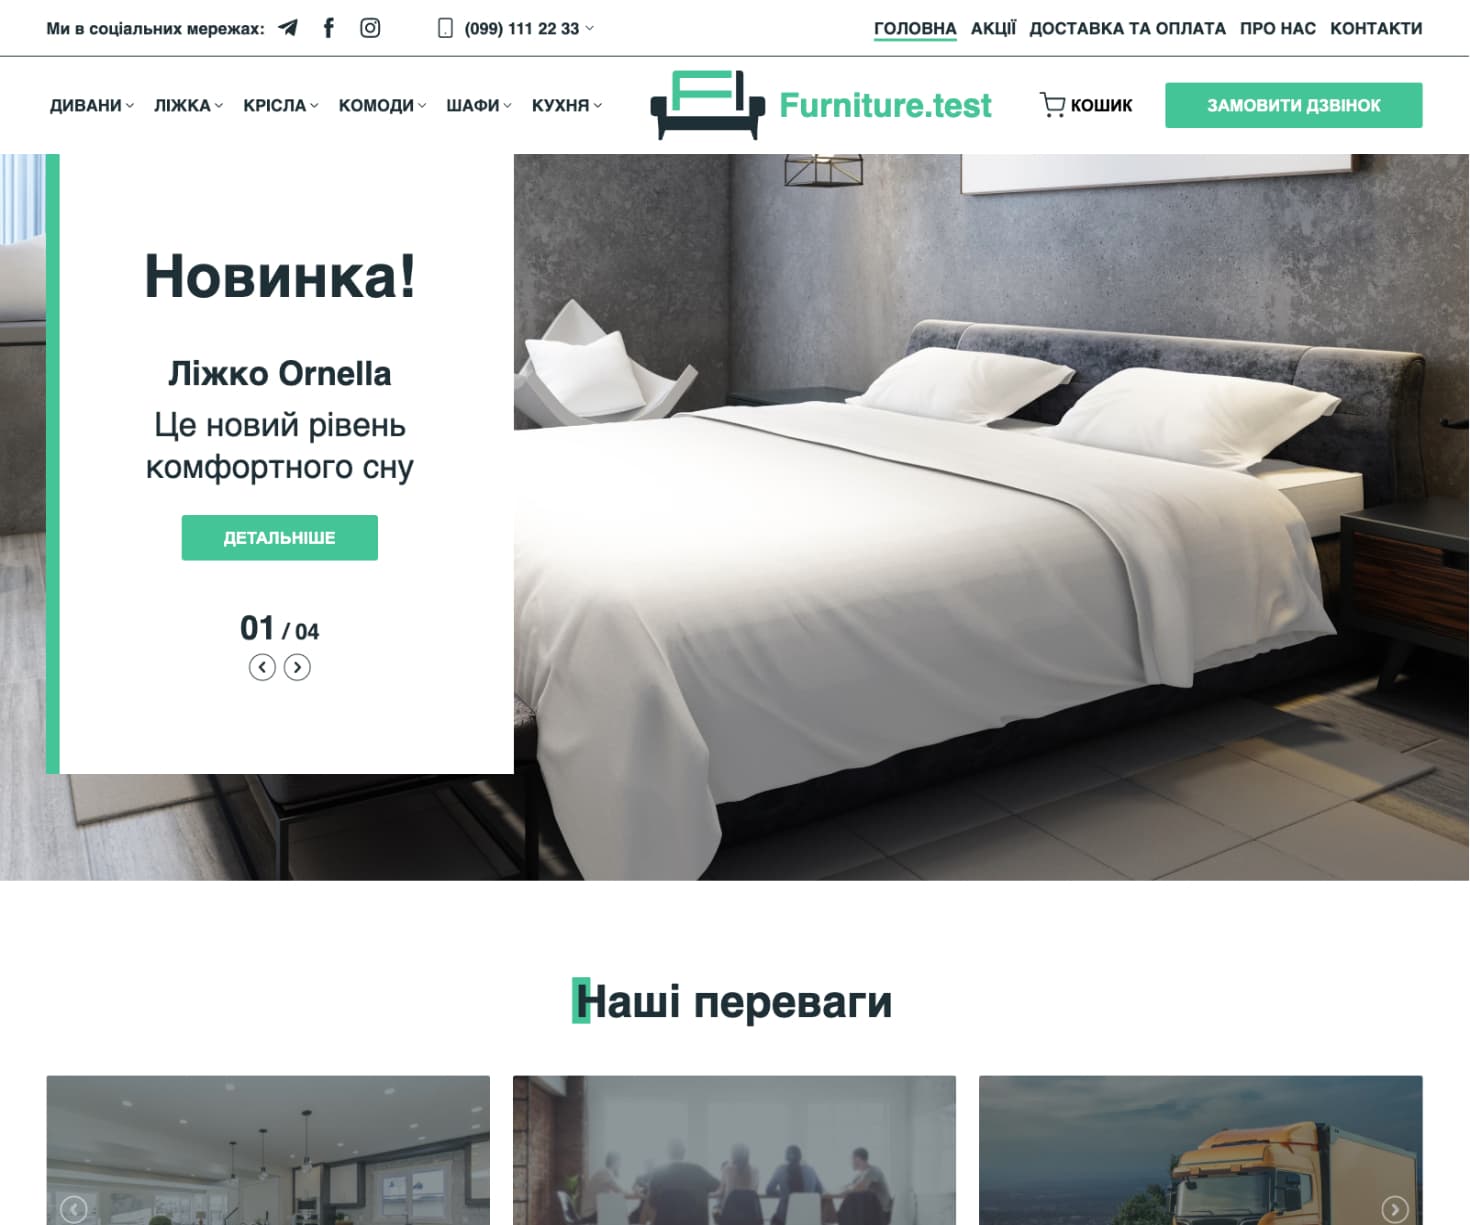 Ми в соціальних мережах:
(099) 111 22 33
ГОЛОВНА АКЦІЇ ДОСТАВКА ТА ОПЛАТА ПРО НАС КОНТАКТИ
ДИВАНИ ЛІЖКА КРІСЛА КОМОДИ ШАФИ КУХНЯ
Furniture.test
КОШИК
ЗАМОВИТИ ДЗВІНОК
Новинка!
Ліжко Ornella
Це новий рівень
комфортного сну
ДЕТАЛЬНІШЕ
01 / 04
Наші переваги